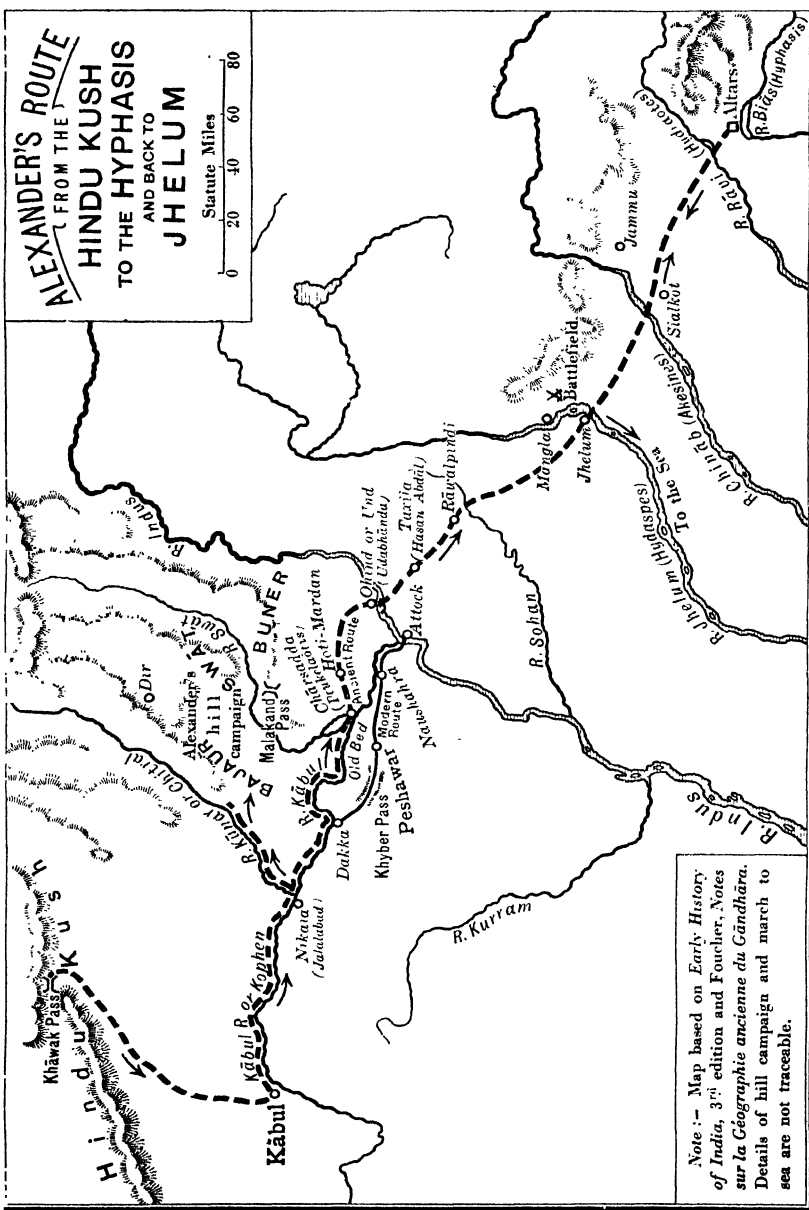 ALEXANDER'S ROUTE
(FROM THE)
HINDU KUSH
TO THE HYPHASIS
AND BACK TO
JHELUM
Statute Miles
0 20 40 60 80
Hindu Kush
Khāwak Pass
Kābul
Kābul R or Kophen
Nikaia
(Jalalabad)
R. Kūnar or Chitral
BAJAUR
Alexander's
hill
campaign
Dir
SWAT
R Swat
BUNER
Malakand
Pass
R. Indus
Dakka
R. Kābul
Old Bed
Khyber Pass
Peshawar
Modern
Route
Naushahra
Chārsadda
Hoti-Mardan
Ancient Route
Ohind or Und
(Udabhānda)
Attock
Taxila
(Hasan Abdāl)
Rāwalpindi
R. Sohan
R. Kurram
R. Indus
Mangla
Battlefield
Jhelum
R. Jhelum (Hydaspes)
To the Sea
R. Chināb (Akesines)
Sialkot
Jammu
R. Rāvi
(Hydraotes)
Altars
R. Biās (Hyphasis)
Note :— Map based on Early History
of India, 3rd edition and Foucher, Notes
sur la Géographie ancienne du Gāndhāra.
Details of hill campaign and march to
sea are not traceable.